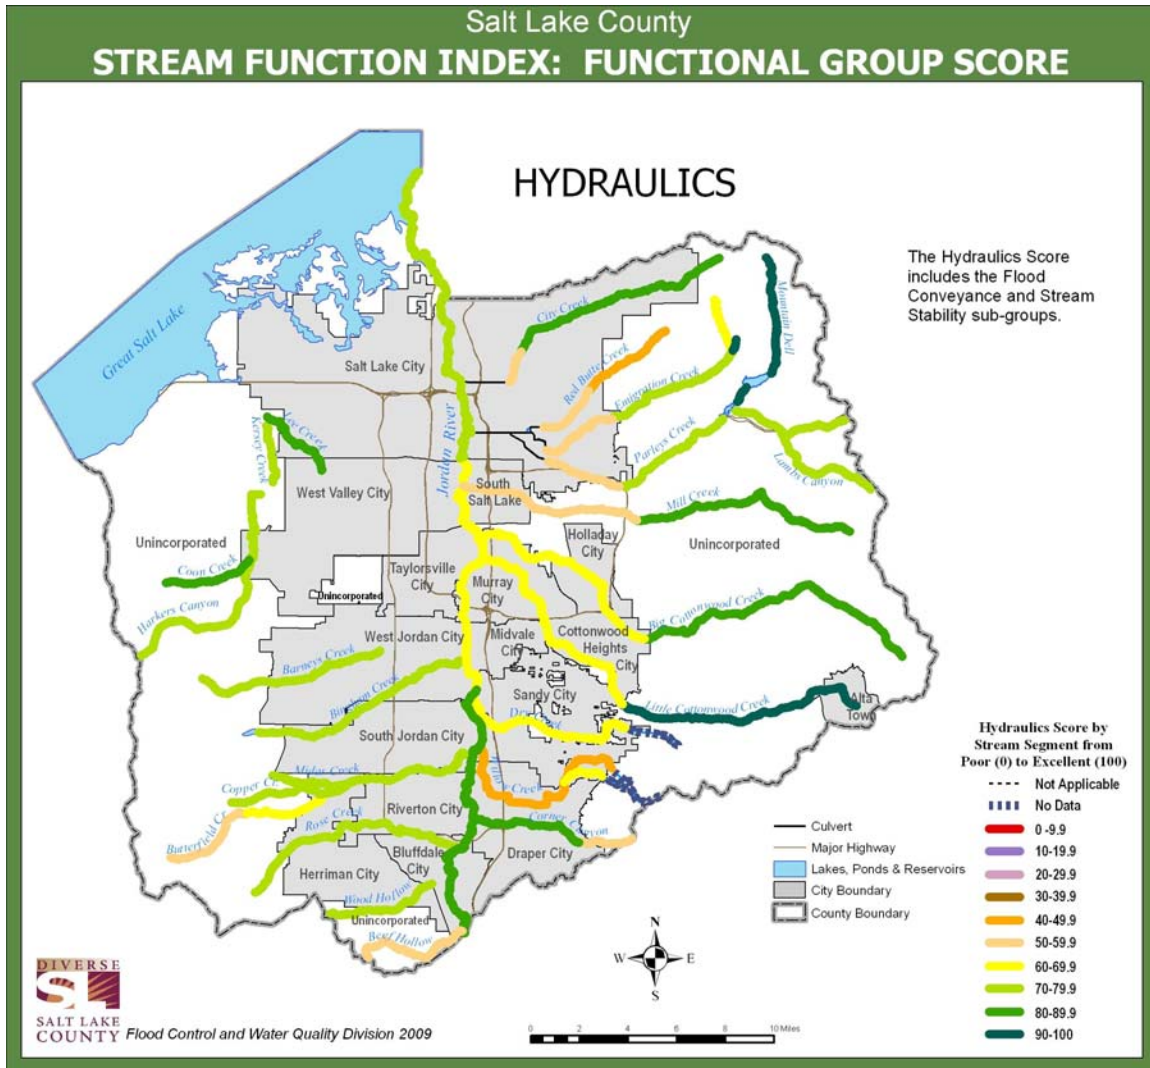 Salt Lake County
STREAM FUNCTION INDEX: FUNCTIONAL GROUP SCORE
HYDRAULICS
The Hydraulics Score
includes the Flood
Conveyance and Stream
Stability sub-groups.
Great Salt Lake
Salt Lake City
City Creek
Mountain Dell
Red Butte Creek
Emigration Creek
Parleys Creek
Lambs Canyon
Jordan River
Kersey Creek
Lee Creek
West Valley City
South
Salt Lake
Mill Creek
Unincorporated
Holladay
City
Unincorporated
Coon Creek
Taylorsville
City
Murray
City
Unincorporated
Harkers Canyon
Big Cottonwood Creek
West Jordan City
Midvale
City
Cottonwood
Heights
City
Barneys Creek
Bingham Creek
Sandy City
Little Cottonwood Creek
Alta
Town
Dry Creek
South Jordan City
Midas Creek
Copper Cr.
Willow Creek
Riverton City
Butterfield Cr.
Rose Creek
Corner Canyon
Bluffdale
City
Draper City
Herriman City
Wood Hollow
Unincorporated
Beef Hollow
Hydraulics Score by
Stream Segment from
Poor (0) to Excellent (100)
Not Applicable
No Data
0 -9.9
10-19.9
20-29.9
30-39.9
40-49.9
50-59.9
60-69.9
70-79.9
80-89.9
90-100
Culvert
Major Highway
Lakes, Ponds & Reservoirs
City Boundary
County Boundary
N
W E
S
0 2 4 6 8 10 Miles
DIVERSE
SL
SALT LAKE
COUNTY
Flood Control and Water Quality Division 2009